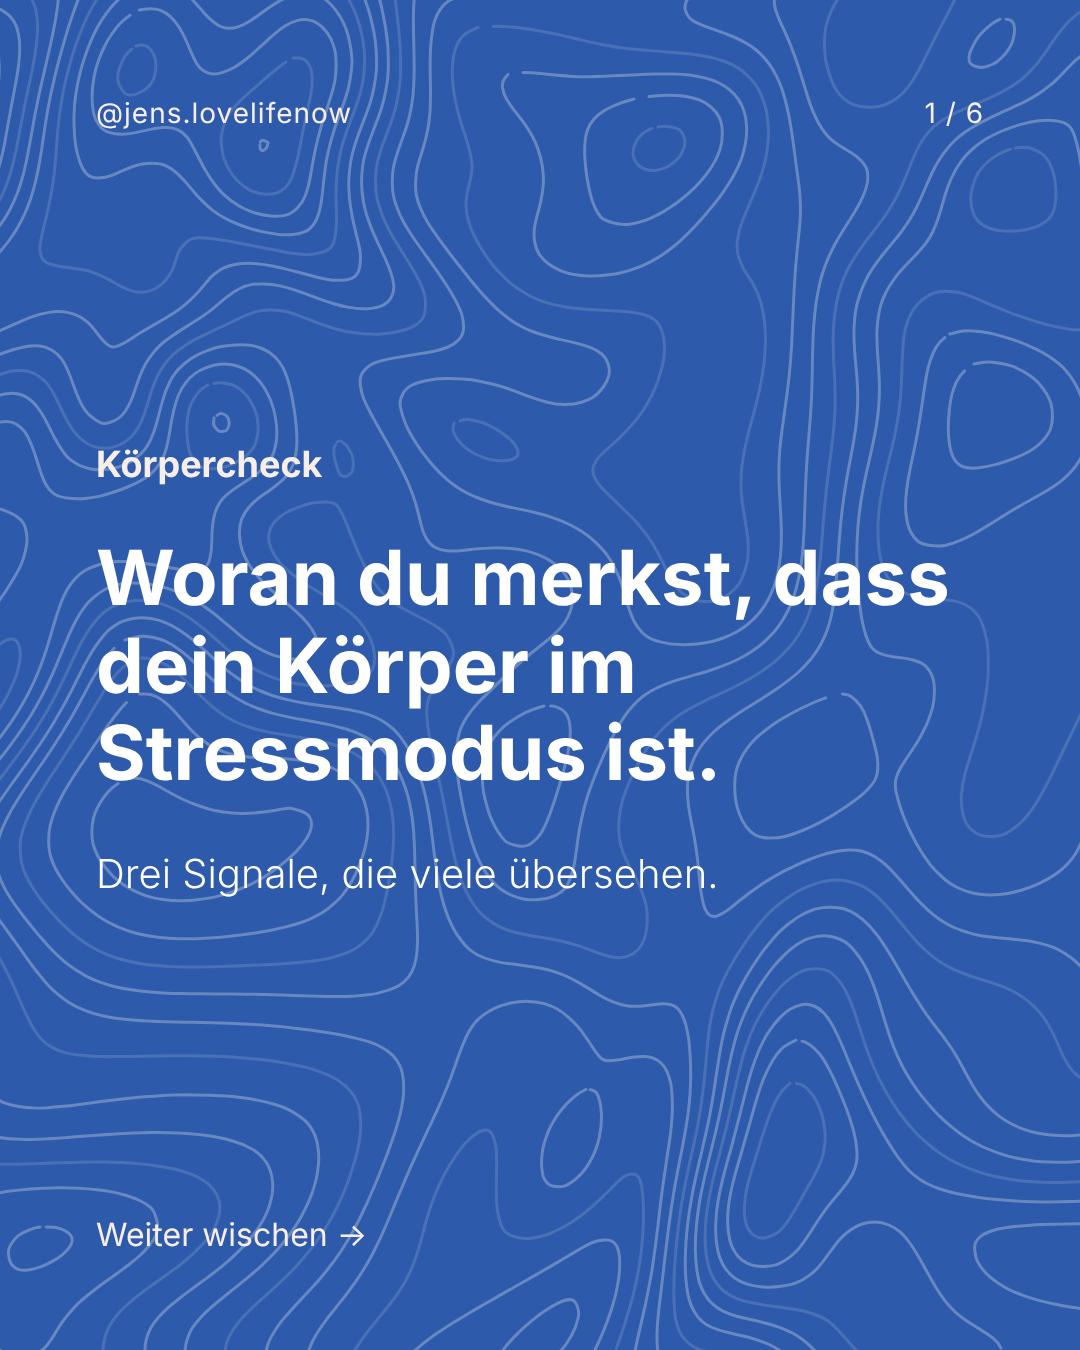 @jens.lovelifenow
1 / 6
Körpercheck
Woran du merkst, dass
dein Körper im
Stressmodus ist.
Drei Signale, die viele übersehen.
Weiter wischen →